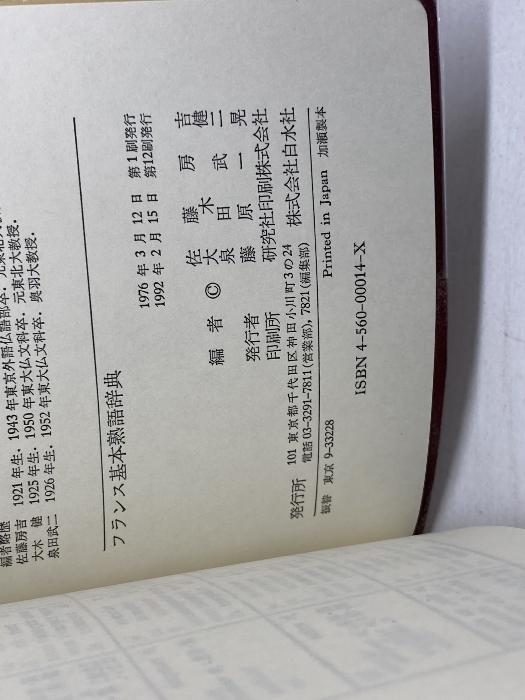 編者略歴
佐藤房吉 1921年生．1943年東京外語仏語部卒．元東北大教授．
大木 健 1925年生．1950年東大仏文科卒．元東北大教授．
泉田武二 1926年生．1952年東大仏文科卒．奥羽大教授．
フランス基本熟語辞典
1976年3月12日 第1刷発行
1992年2月15日 第12刷発行
編者 © 佐藤房吉
大木健
泉田武二
発行者 藤原一晃
印刷所 研究社印刷株式会社
発行所 101 東京都千代田区神田小川町3の24 株式会社白水社
電話 03-3291-7811(営業部), 7821(編集部)
振替 東京 9-33228 Printed in Japan 加瀬製本
ISBN 4-560-00014-X